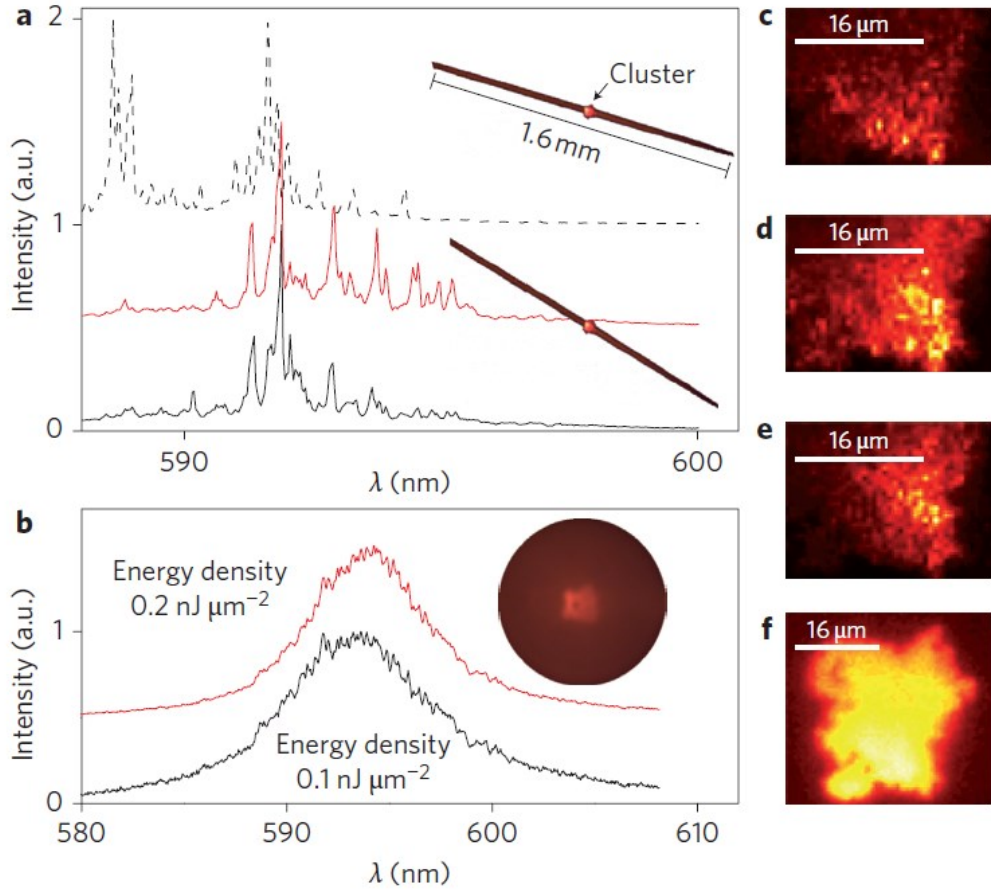 a
2
1
0
Intensity (a.u.)
Cluster
1.6 mm
590
600
λ (nm)
b
Energy density
0.2 nJ μm⁻²
1
0
Intensity (a.u.)
Energy density
0.1 nJ μm⁻²
580
590
600
610
λ (nm)
c
16 μm
d
16 μm
e
16 μm
f
16 μm